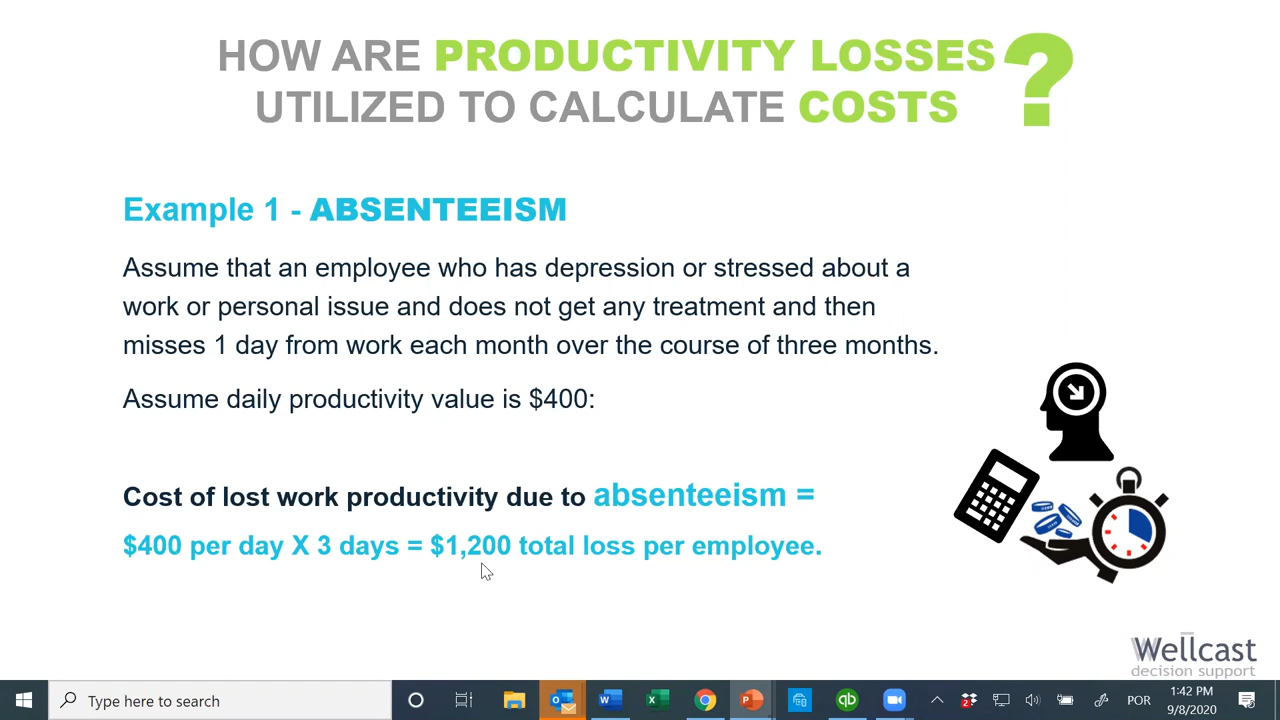 HOW ARE PRODUCTIVITY LOSSES ?
UTILIZED TO CALCULATE COSTS
Example 1 - ABSENTEEISM
Assume that an employee who has depression or stressed about a
work or personal issue and does not get any treatment and then
misses 1 day from work each month over the course of three months.
Assume daily productivity value is $400:
Cost of lost work productivity due to absenteeism =
$400 per day X 3 days = $1,200 total loss per employee.
Wellcast
decision support
Type here to search
2
POR
1:42 PM
9/8/2020
3